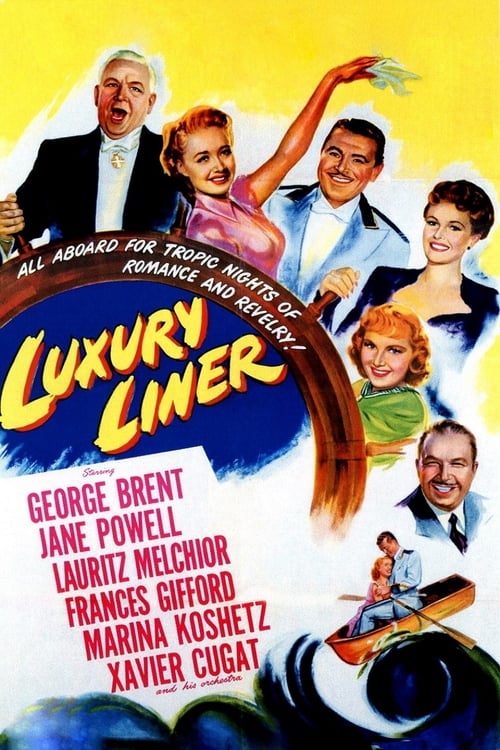 ALL ABOARD FOR TROPIC NIGHTS OF
ROMANCE AND REVELRY!
LUXURY
LINER
Starring
GEORGE BRENT
JANE POWELL
LAURITZ MELCHIOR
FRANCES GIFFORD
MARINA KOSHETZ
XAVIER CUGAT
and his orchestra